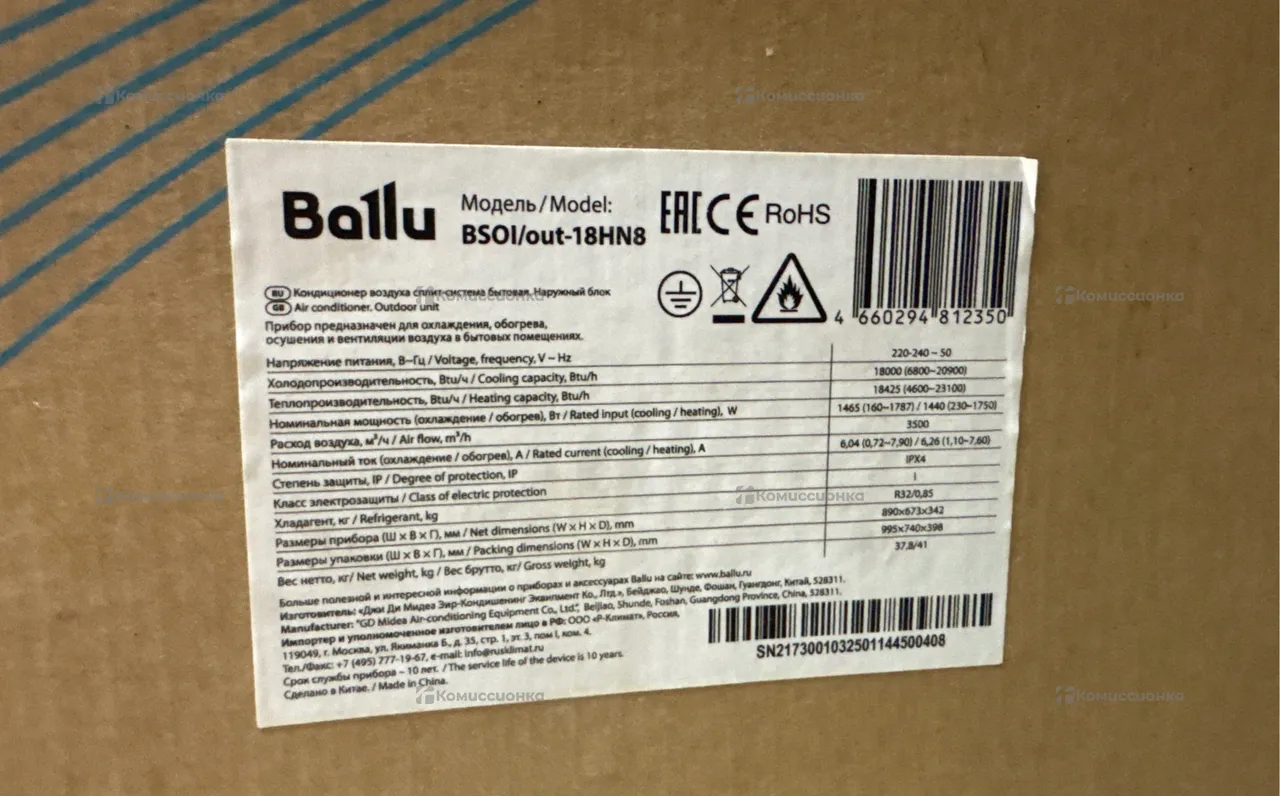 Ballu
Модель/Model:
BSOI/out-18HN8
EAC CE RoHS
4 660294 812350
RU Кондиционер воздуха сплит-система бытовая. Наружный блок
GB Air conditioner. Outdoor unit
Прибор предназначен для охлаждения, обогрева,
осушения и вентиляции воздуха в бытовых помещениях.
Напряжение питания, В~Гц / Voltage, frequency, V ~ Hz 220-240 ~ 50
Холодопроизводительность, Btu/ч / Cooling capacity, Btu/h 18000 (6800~20900)
Теплопроизводительность, Btu/ч / Heating capacity, Btu/h 18425 (4600~23100)
Номинальная мощность (охлаждение / обогрев), Вт / Rated input (cooling / heating), W 1465 (160~1787) / 1440 (230~1750)
Расход воздуха, м³/ч / Air flow, m³/h 3500
Номинальный ток (охлаждение / обогрев), А / Rated current (cooling / heating), A 6,04 (0,72~7,90) / 6,26 (1,10~7,60)
Степень защиты, IP / Degree of protection, IP IPX4
Класс электрозащиты / Class of electric protection I
Хладагент, кг / Refrigerant, kg R32/0,85
Размеры прибора (Ш × В × Г), мм / Net dimensions (W × H × D), mm 890×673×342
Размеры упаковки (Ш × В × Г), мм / Packing dimensions (W × H × D), mm 995×740×398
Вес нетто, кг/ Net weight, kg / Вес брутто, кг/ Gross weight, kg 37,8/41
Больше полезной и интересной информации о приборах и аксессуарах Ballu на сайте: www.ballu.ru
Изготовитель: «Джи Ди Мидеа Эир-Кондишенинг Эквипмент Ко., Лтд.», Бейджао, Шунде, Фошан, Гуангдонг, Китай, 528311.
Manufacturer: "GD Midea Air-conditioning Equipment Co., Ltd.", Beijiao, Shunde, Foshan, Guangdong Province, China, 528311.
Импортер и уполномоченное изготовителем лицо в РФ: ООО «Р-Климат», Россия,
119049, г. Москва, ул. Якиманка Б., д. 35, стр. 1, эт. 3, пом I, ком. 4.
Тел./Факс: +7 (495) 777-19-67, e-mail: info@rusklimat.ru
Срок службы прибора – 10 лет. / The service life of the device is 10 years.
Сделано в Китае. / Made in China.
SN2173001032501144500408
Комиссионка
Комиссионка
Комиссионка
Комиссионка
Комиссионка
Комиссионка
Комиссионка
Комиссионка